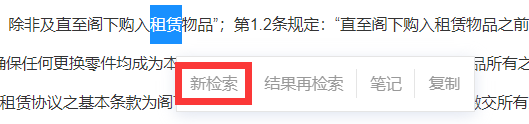 除非及直至阁下购入租赁物品”；第1.2条规定：“直至阁下购入租赁物品之前
确保任何更换零件均成为本
品所有之
新检索 结果再检索 笔记 复制
租赁协议之基本条款为阁
缴交所有